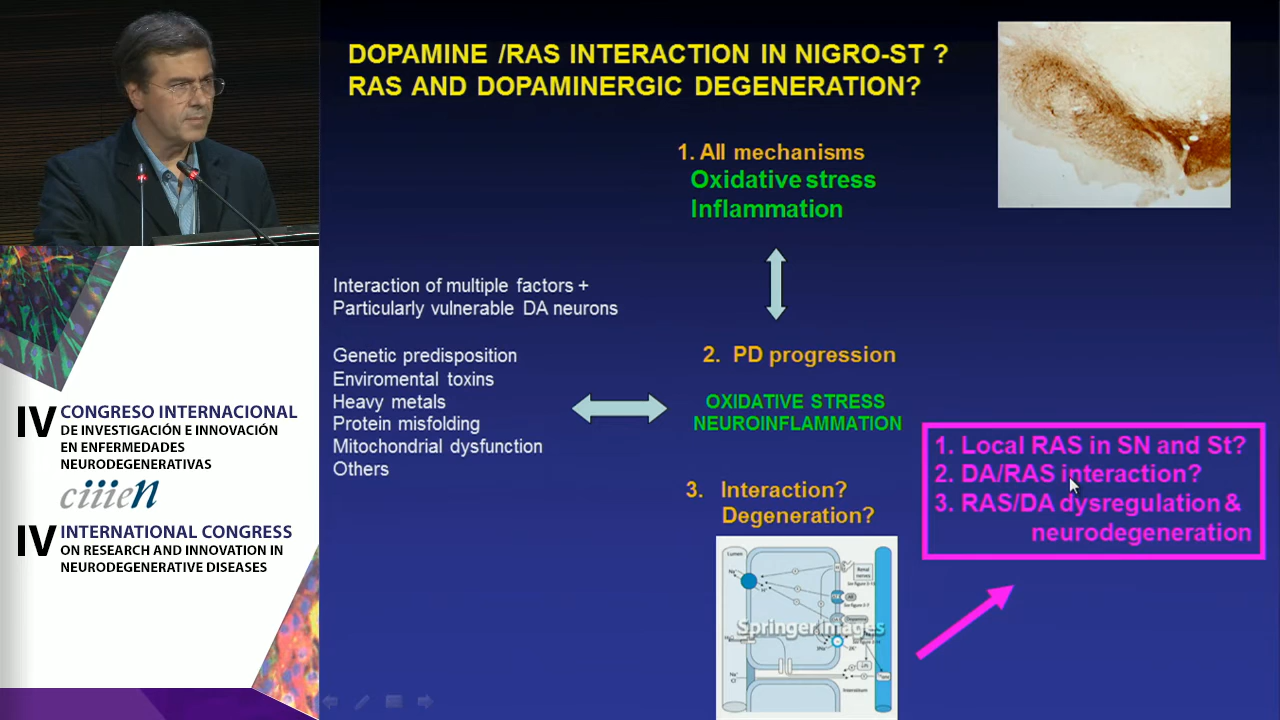 DOPAMINE /RAS INTERACTION IN NIGRO-ST ?
RAS AND DOPAMINERGIC DEGENERATION?
1. All mechanisms
Oxidative stress
Inflammation
Interaction of multiple factors +
Particularly vulnerable DA neurons
Genetic predisposition
Enviromental toxins
Heavy metals
Protein misfolding
Mitochondrial dysfunction
Others
2. PD progression
OXIDATIVE STRESS
NEUROINFLAMMATION
3. Interaction?
Degeneration?
1. Local RAS in SN and St?
2. DA/RAS interaction?
3. RAS/DA dysregulation &
neurodegeneration
Lumen
Renal
nerves
Springer Images
Interstitium
IV CONGRESO INTERNACIONAL
DE INVESTIGACIÓN E INNOVACIÓN
EN ENFERMEDADES
NEURODEGENERATIVAS
ciiien
IV INTERNATIONAL CONGRESS
ON RESEARCH AND INNOVATION IN
NEURODEGENERATIVE DISEASES